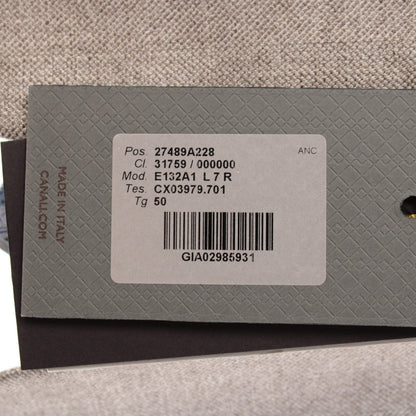 Pos. 27489A228
ANC
Cl. 31759 / 000000
Mod. E132A1 L 7 R
Tes. CX03979.701
Tg 50
GIA02985931
MADE IN ITALY
CANALI.COM